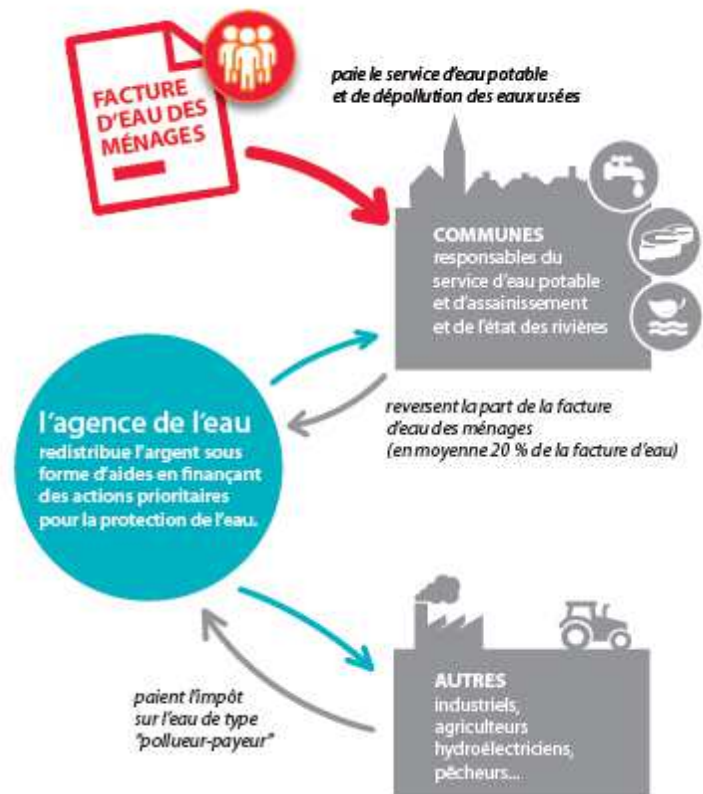 FACTURE
D'EAU DES
MÉNAGES
paie le service d'eau potable
et de dépollution des eaux usées
COMMUNES
responsables du
service d'eau potable
et d'assainissement
et de l'état des rivières
l'agence de l'eau
redistribue l'argent sous
forme d'aides en finançant
des actions prioritaires
pour la protection de l'eau.
reversent la part de la facture
d'eau des ménages
(en moyenne 20 % de la facture d'eau)
paient l'impôt
sur l'eau de type
"pollueur-payeur"
AUTRES
industriels,
agriculteurs
hydroélectriciens,
pêcheurs...